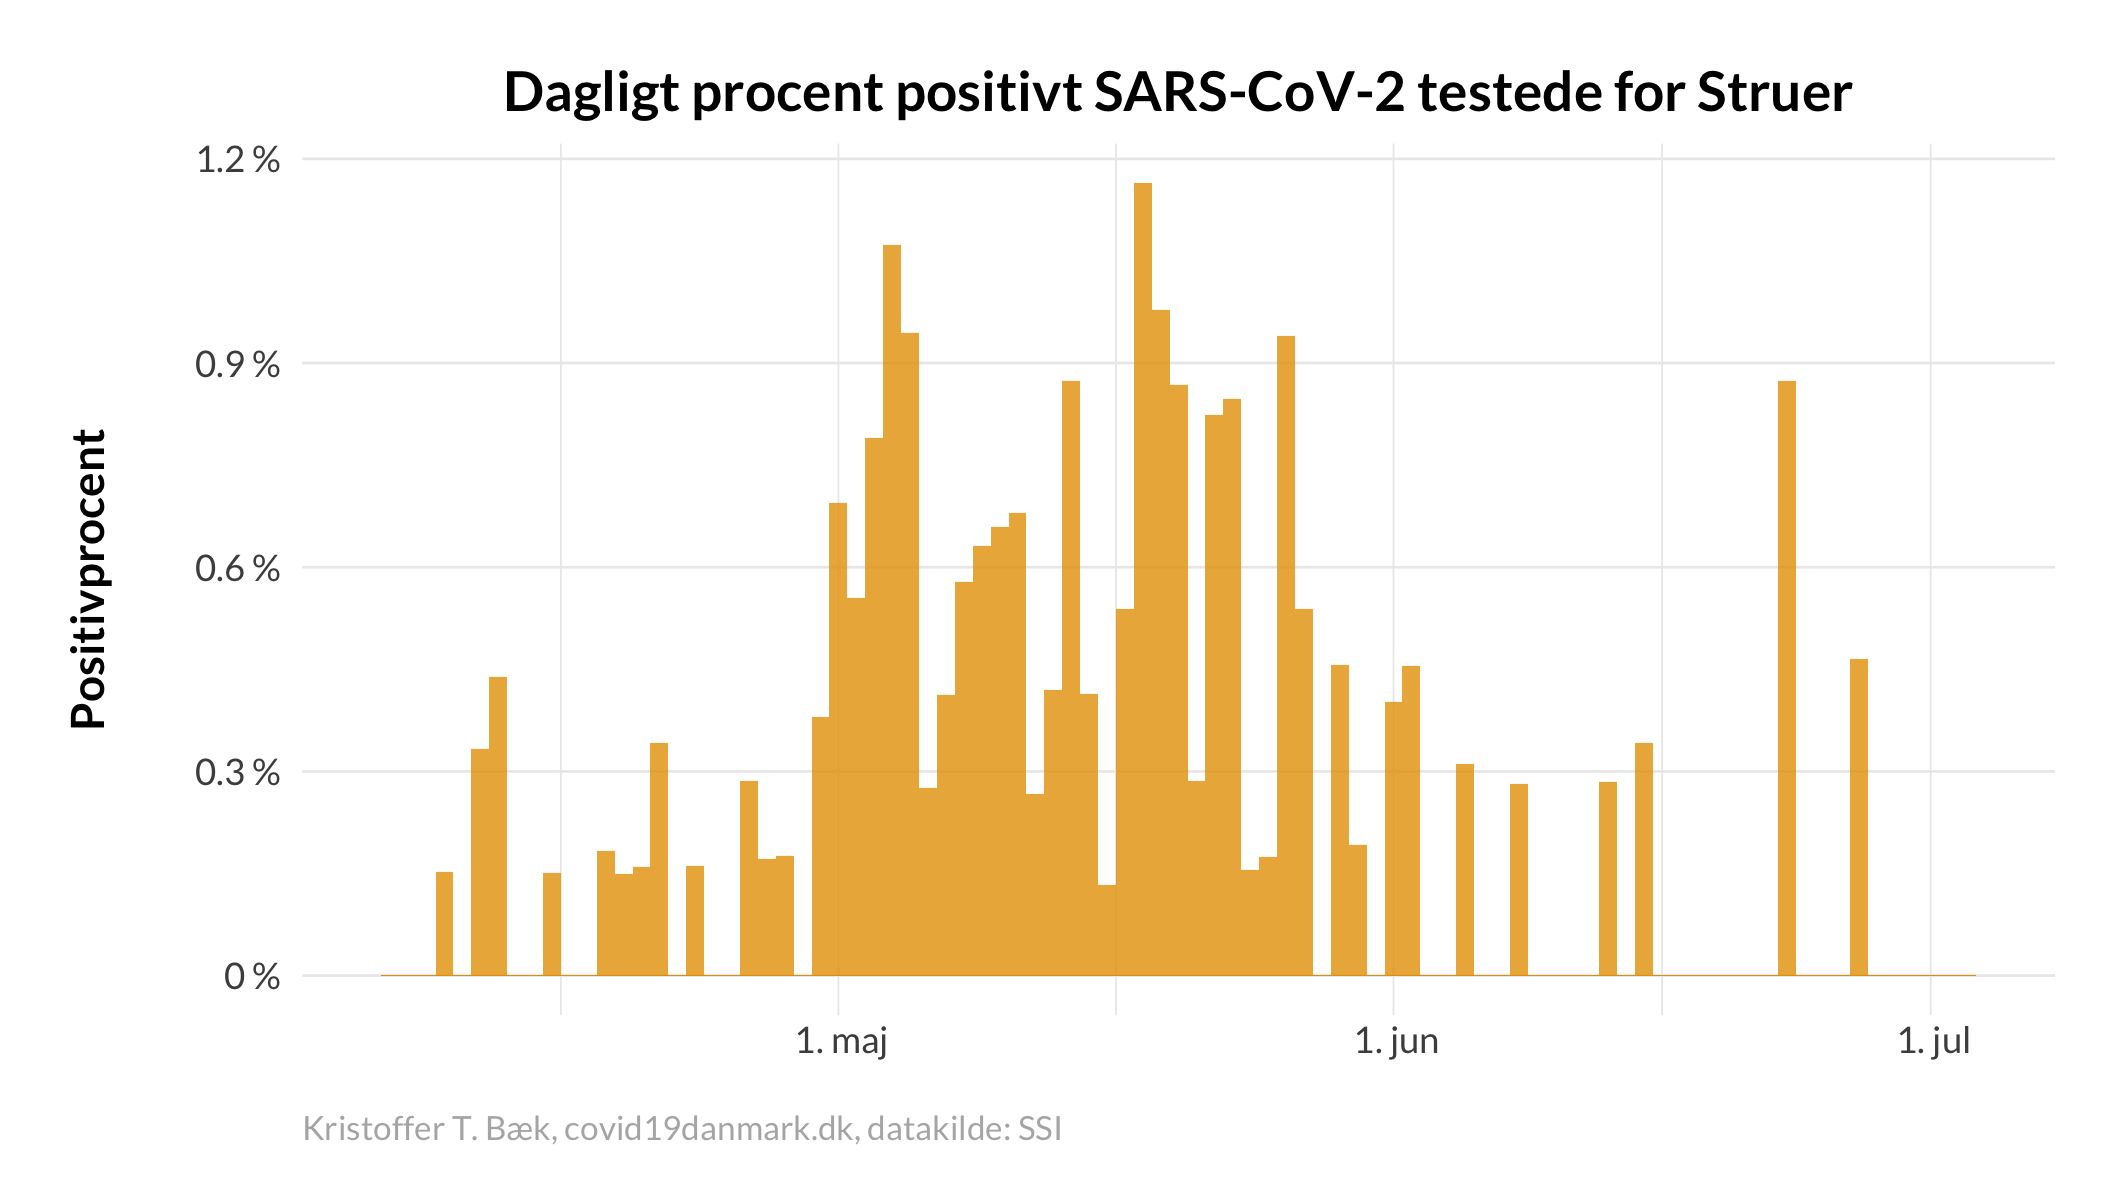 Dagligt procent positivt SARS-CoV-2 testede for Struer
Positivprocent
1.2 %
0.9 %
0.6 %
0.3 %
0 %
1. maj
1. jun
1. jul
Kristoffer T. Bæk, covid19danmark.dk, datakilde: SSI